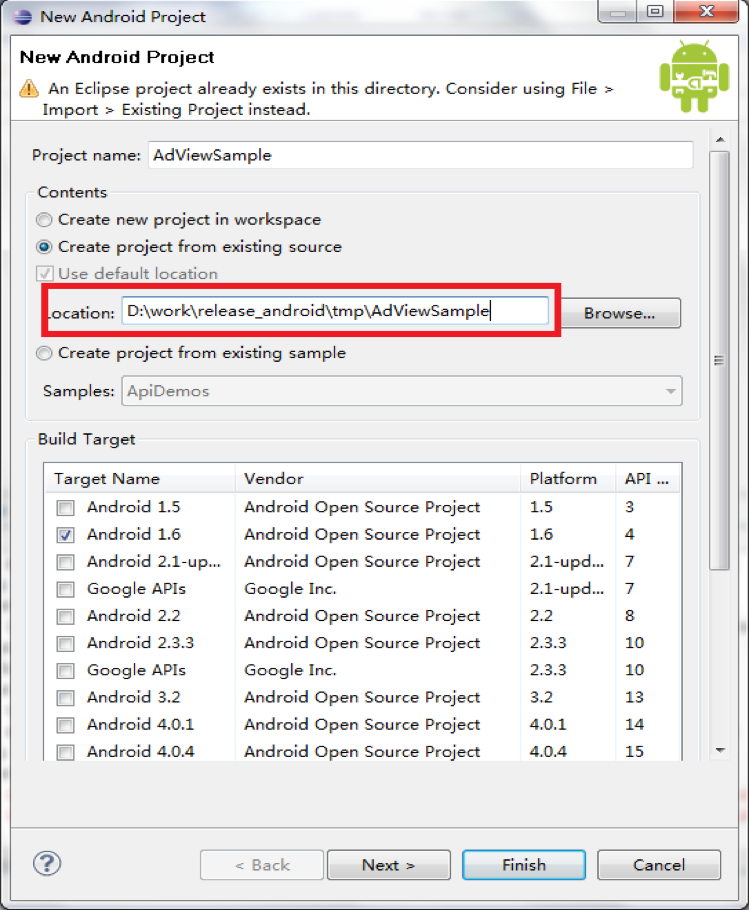 New Android Project
New Android Project
An Eclipse project already exists in this directory. Consider using File >
Import > Existing Project instead.
Project name: AdViewSample
Contents
Create new project in workspace
Create project from existing source
Use default location
Location: D:\work\release_android\tmp\AdViewSample Browse...
Create project from existing sample
Samples: ApiDemos
Build Target
Target Name Vendor Platform API ...
Android 1.5 Android Open Source Project 1.5 3
Android 1.6 Android Open Source Project 1.6 4
Android 2.1-up... Android Open Source Project 2.1-upd... 7
Google APIs Google Inc. 2.1-upd... 7
Android 2.2 Android Open Source Project 2.2 8
Android 2.3.3 Android Open Source Project 2.3.3 10
Google APIs Google Inc. 2.3.3 10
Android 3.2 Android Open Source Project 3.2 13
Android 4.0.1 Android Open Source Project 4.0.1 14
Android 4.0.4 Android Open Source Project 4.0.4 15
? < Back Next > Finish Cancel